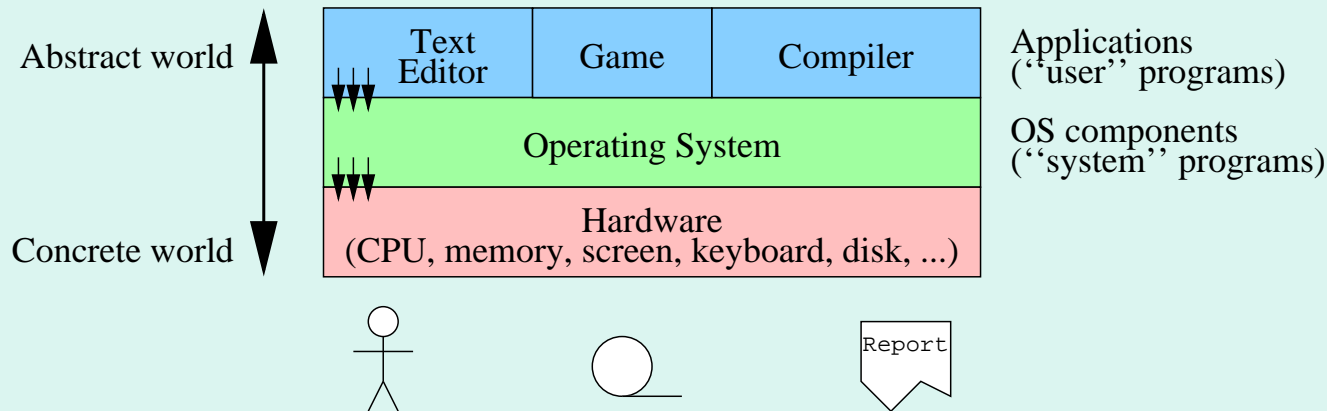 Abstract world
Text
Editor
Game
Compiler
Applications
(‘‘user’’ programs)
Operating System
OS components
(‘‘system’’ programs)
Concrete world
Hardware
(CPU, memory, screen, keyboard, disk, ...)
Report